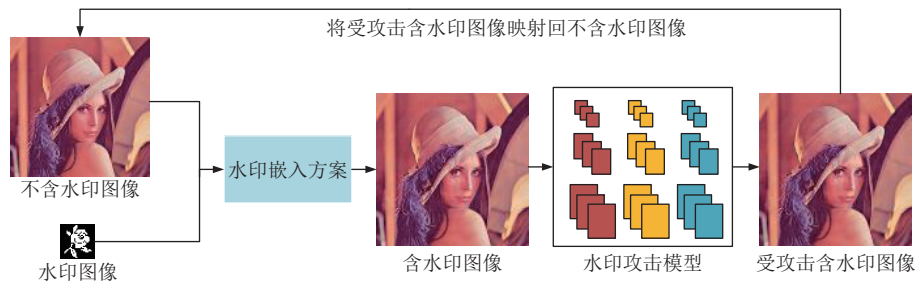 将受攻击含水印图像映射回不含水印图像
水印嵌入方案
不含水印图像
水印图像
含水印图像
水印攻击模型
受攻击含水印图像